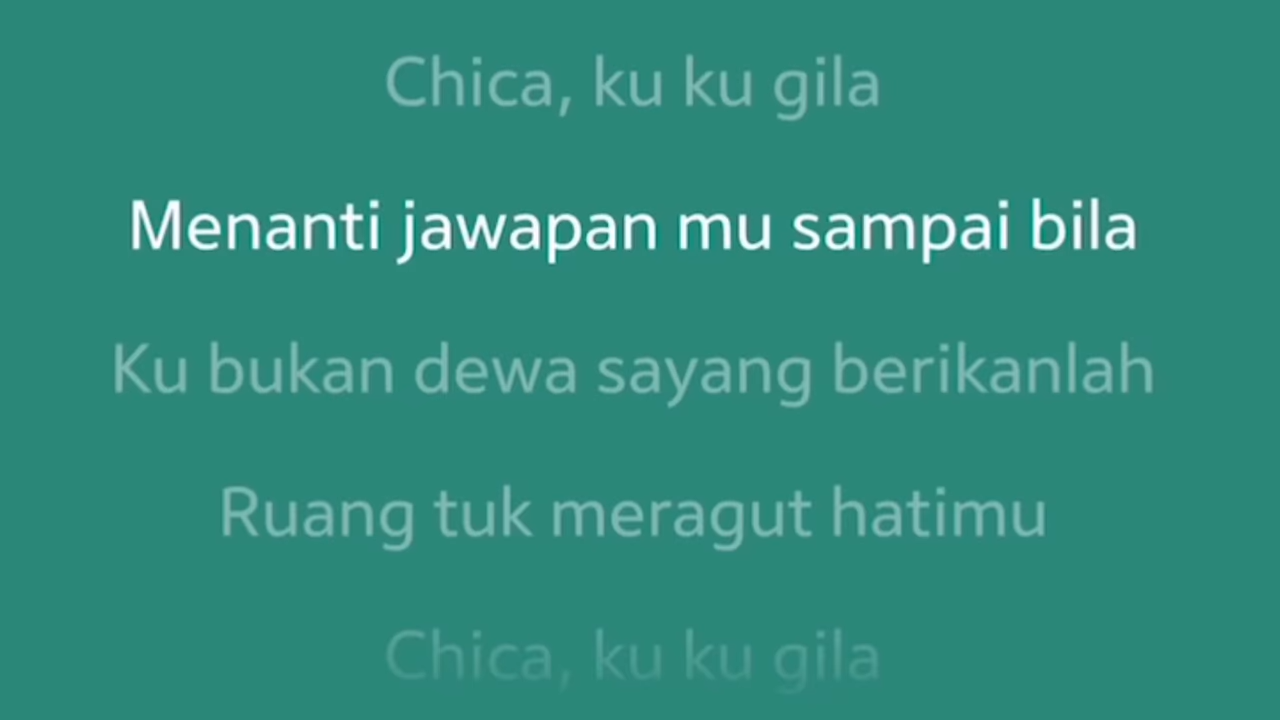 Chica, ku ku gila
Menanti jawapan mu sampai bila
Ku bukan dewa sayang berikanlah
Ruang tuk meragut hatimu
Chica, ku ku gila